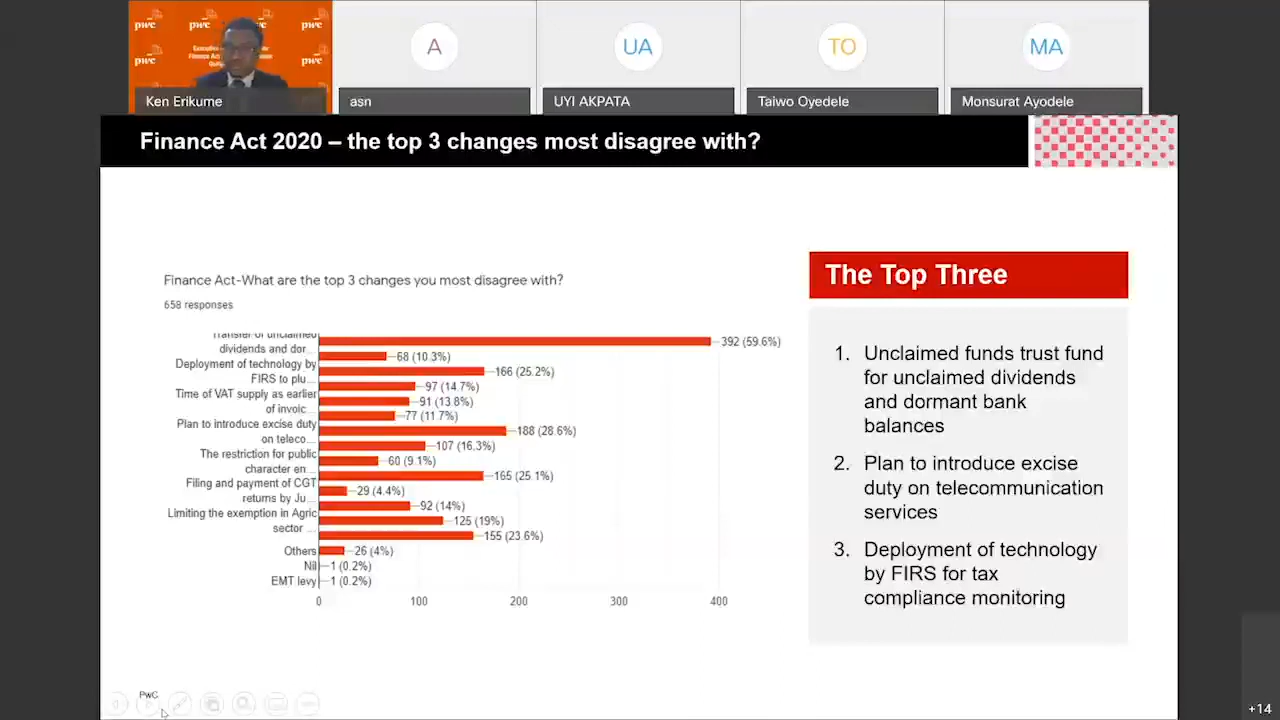 pwc
pwc
pwc
pwc
pwc
A
UA
TO
MA
Ken Erikume
asn
UYI AKPATA
Taiwo Oyedele
Monsurat Ayodele
Finance Act 2020 – the top 3 changes most disagree with?
Finance Act-What are the top 3 changes you most disagree with?
658 responses
Transfer of unclaimed
dividends and dor...
Deployment of technology by
FIRS to plu...
Time of VAT supply as earlier
of invoic...
Plan to introduce excise duty
on teleco...
The restriction for public
character en...
Filing and payment of CGT
returns by Ju...
Limiting the exemption in Agric
sector ...
Others
Nil
EMT levy
392 (59.6%)
68 (10.3%)
166 (25.2%)
97 (14.7%)
91 (13.8%)
77 (11.7%)
188 (28.6%)
107 (16.3%)
60 (9.1%)
165 (25.1%)
29 (4.4%)
92 (14%)
125 (19%)
155 (23.6%)
26 (4%)
1 (0.2%)
1 (0.2%)
0
100
200
300
400
The Top Three
1. Unclaimed funds trust fund
for unclaimed dividends
and dormant bank
balances
2. Plan to introduce excise
duty on telecommunication
services
3. Deployment of technology
by FIRS for tax
compliance monitoring
PwC
+14